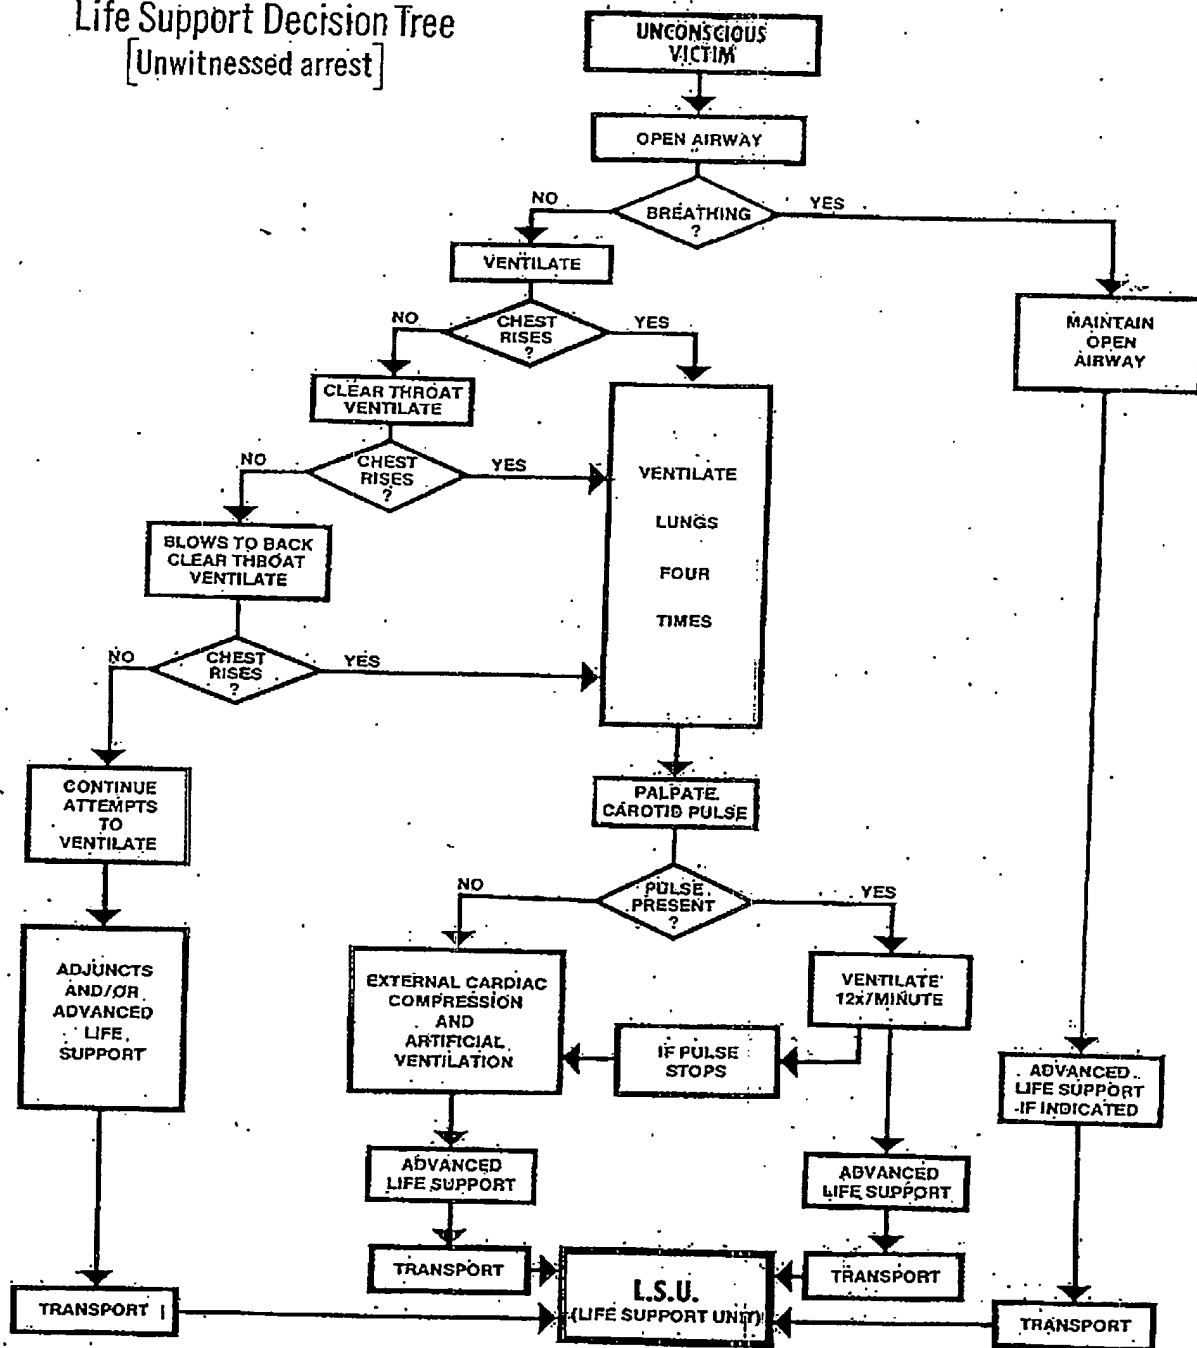 Life Support Decision Tree
[Unwitnessed arrest]
UNCONSCIOUS
VICTIM
OPEN AIRWAY
BREATHING
?
NO
YES
VENTILATE
MAINTAIN
OPEN
AIRWAY
CHEST
RISES
?
NO
YES
CLEAR THROAT
VENTILATE
CHEST
RISES
?
NO
YES
VENTILATE
LUNGS
FOUR
TIMES
BLOWS TO BACK
CLEAR THROAT
VENTILATE
CHEST
RISES
?
NO
YES
CONTINUE
ATTEMPTS
TO
VENTILATE
PALPATE
CAROTID PULSE
PULSE
PRESENT
?
NO
YES
ADJUNCTS
AND/OR
ADVANCED
LIFE
SUPPORT
EXTERNAL CARDIAC
COMPRESSION
AND
ARTIFICIAL
VENTILATION
IF PULSE
STOPS
VENTILATE
12x/MINUTE
ADVANCED
LIFE SUPPORT
IF INDICATED
ADVANCED
LIFE SUPPORT
ADVANCED
LIFE SUPPORT
TRANSPORT
TRANSPORT
TRANSPORT
L.S.U.
(LIFE SUPPORT UNIT)
TRANSPORT